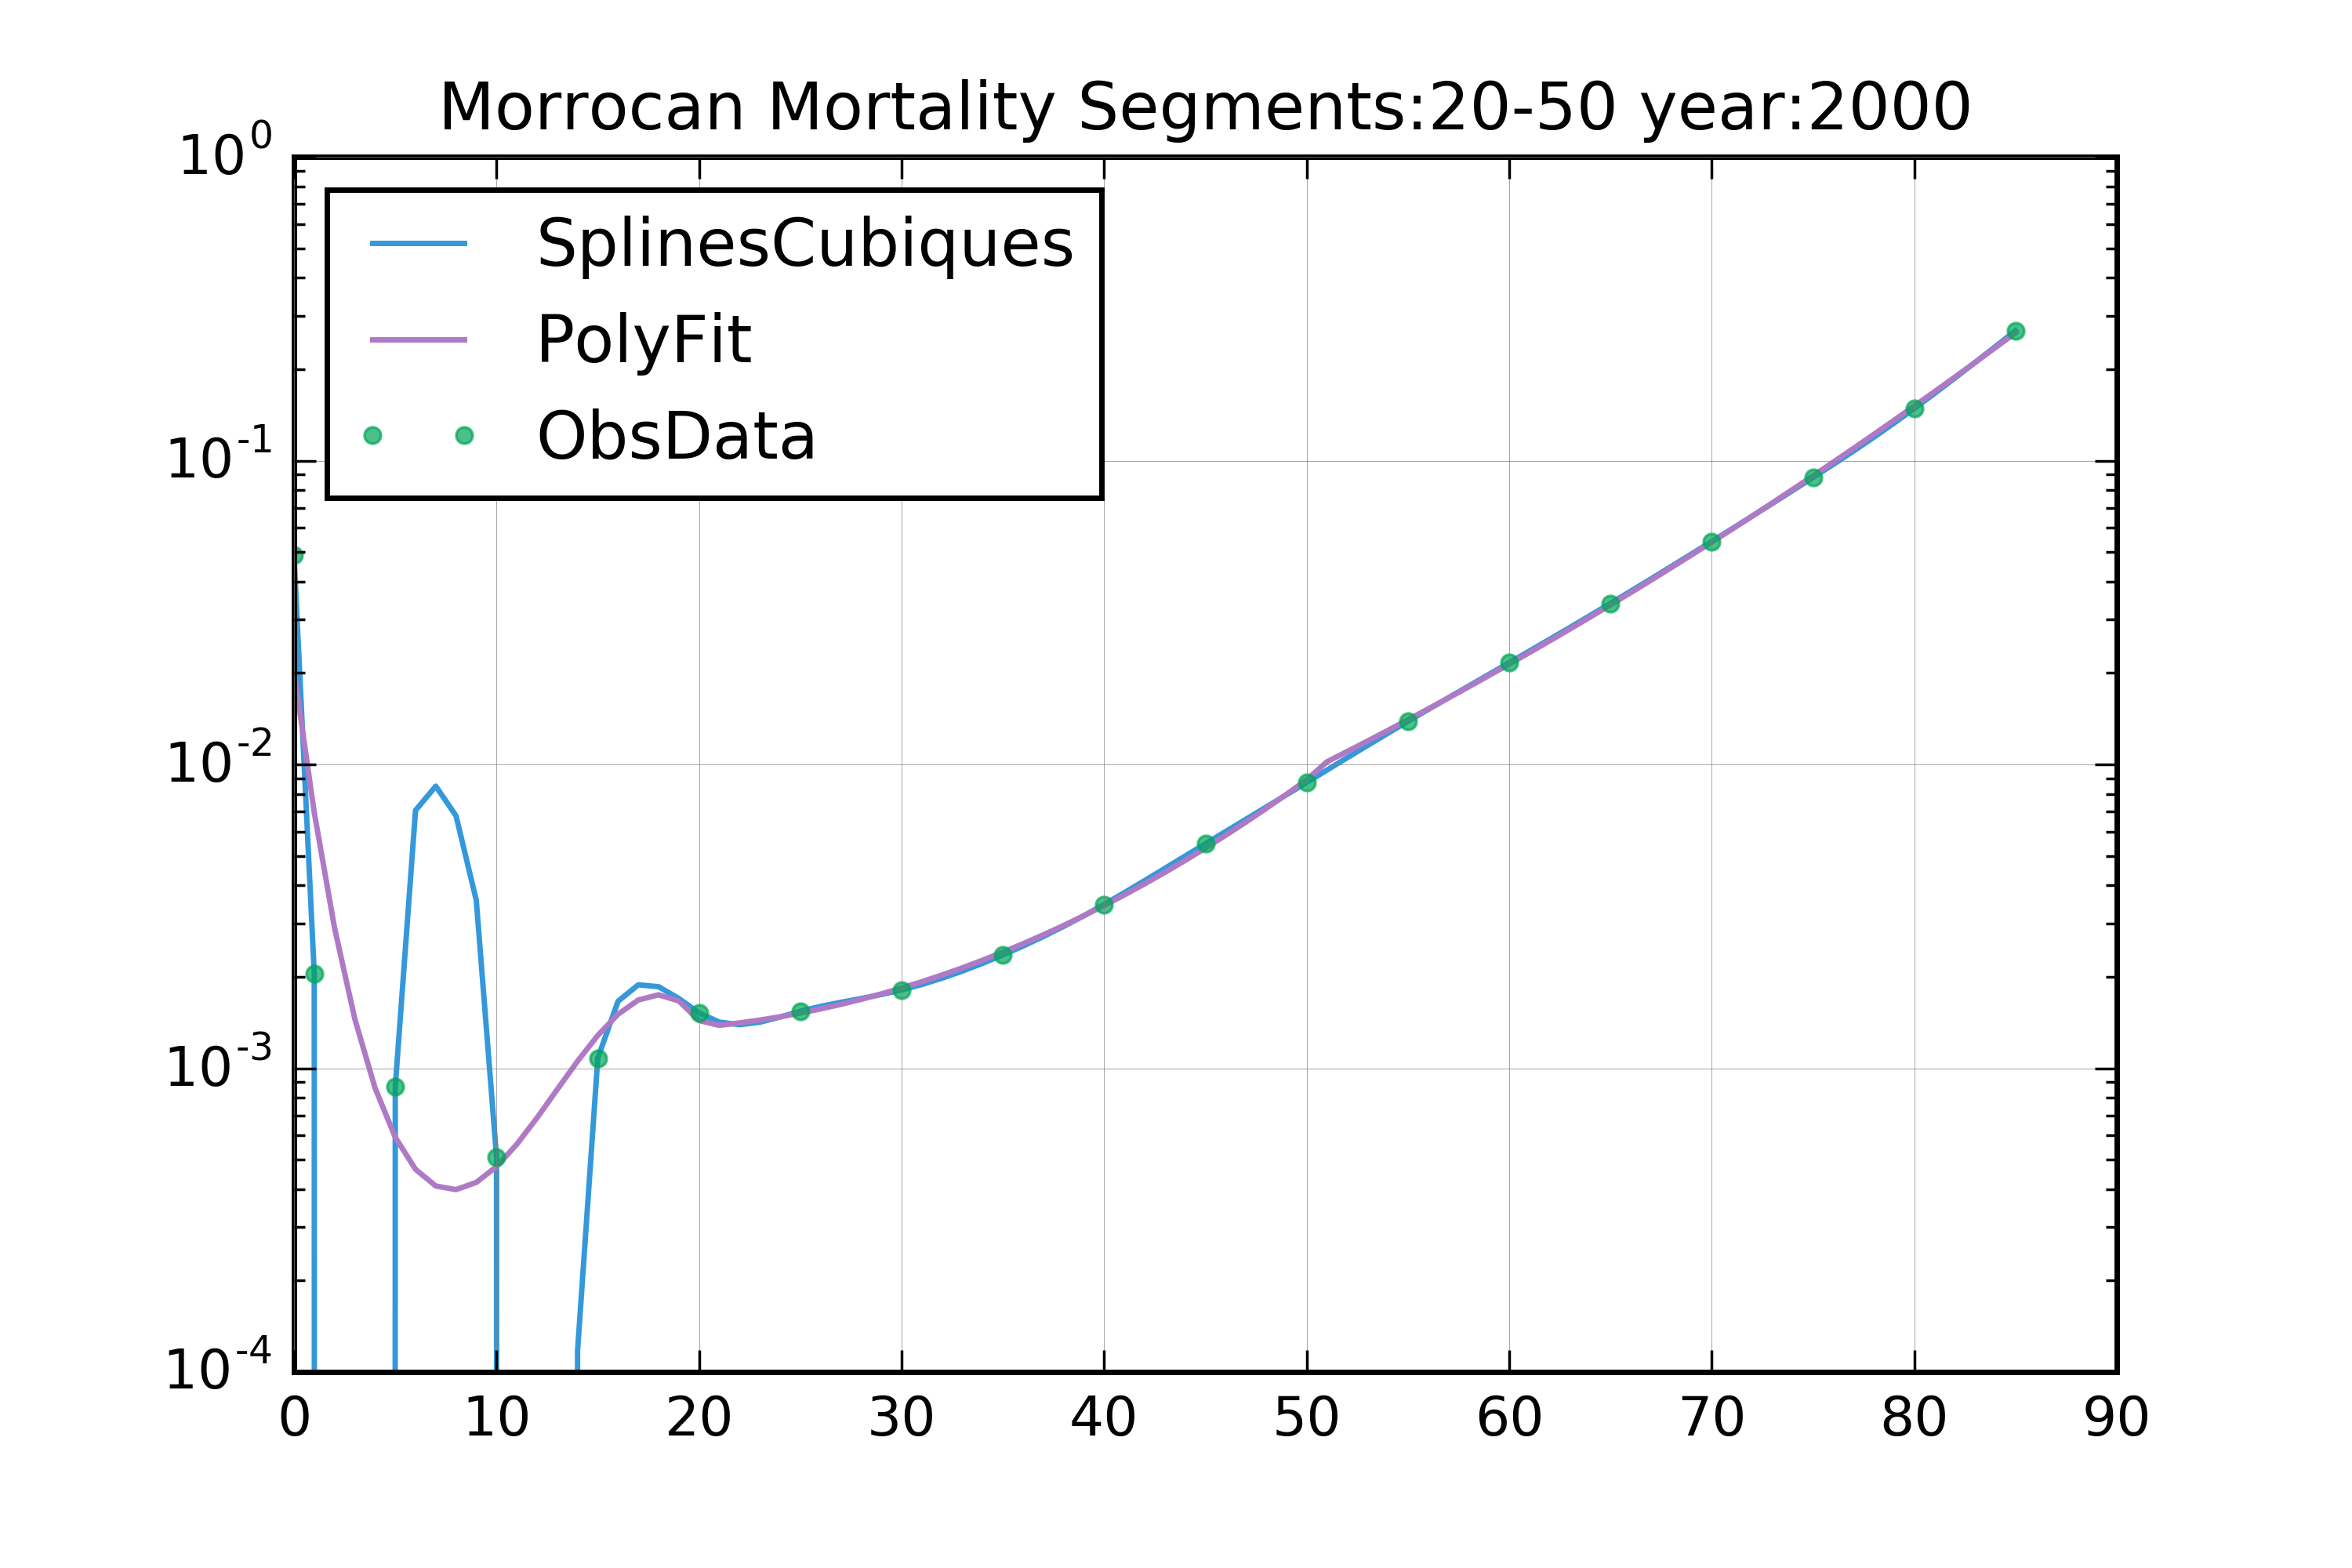 Morrocan Mortality Segments:20-50 year:2000
10^0
10^-1
10^-2
10^-3
10^-4
SplinesCubiques
PolyFit
ObsData
0 10 20 30 40 50 60 70 80 90